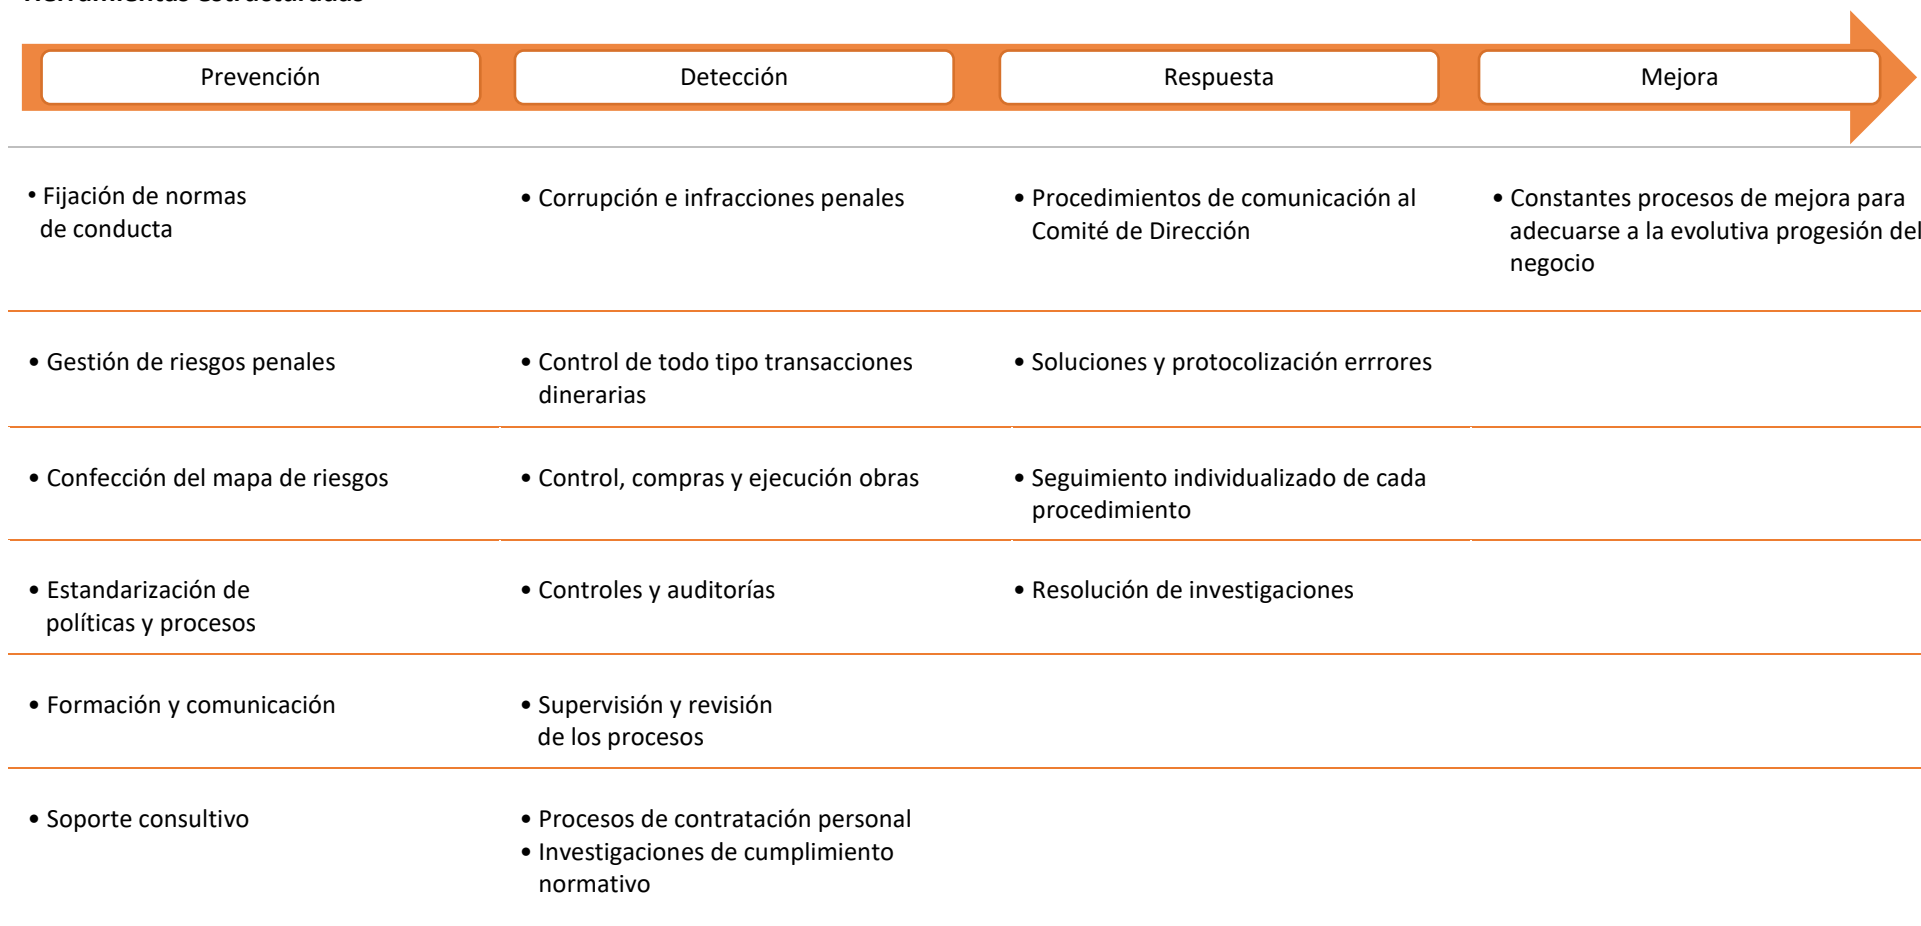 Herramientas estructuradas
Prevención
Detección
Respuesta
Mejora
• Fijación de normas
de conducta
• Corrupción e infracciones penales
• Procedimientos de comunicación al
Comité de Dirección
• Constantes procesos de mejora para
adecuarse a la evolutiva progesión del
negocio
• Gestión de riesgos penales
• Control de todo tipo transacciones
dinerarias
• Soluciones y protocolización errrores
• Confección del mapa de riesgos
• Control, compras y ejecución obras
• Seguimiento individualizado de cada
procedimiento
• Estandarización de
políticas y procesos
• Controles y auditorías
• Resolución de investigaciones
• Formación y comunicación
• Supervisión y revisión
de los procesos
• Soporte consultivo
• Procesos de contratación personal
• Investigaciones de cumplimiento
normativo